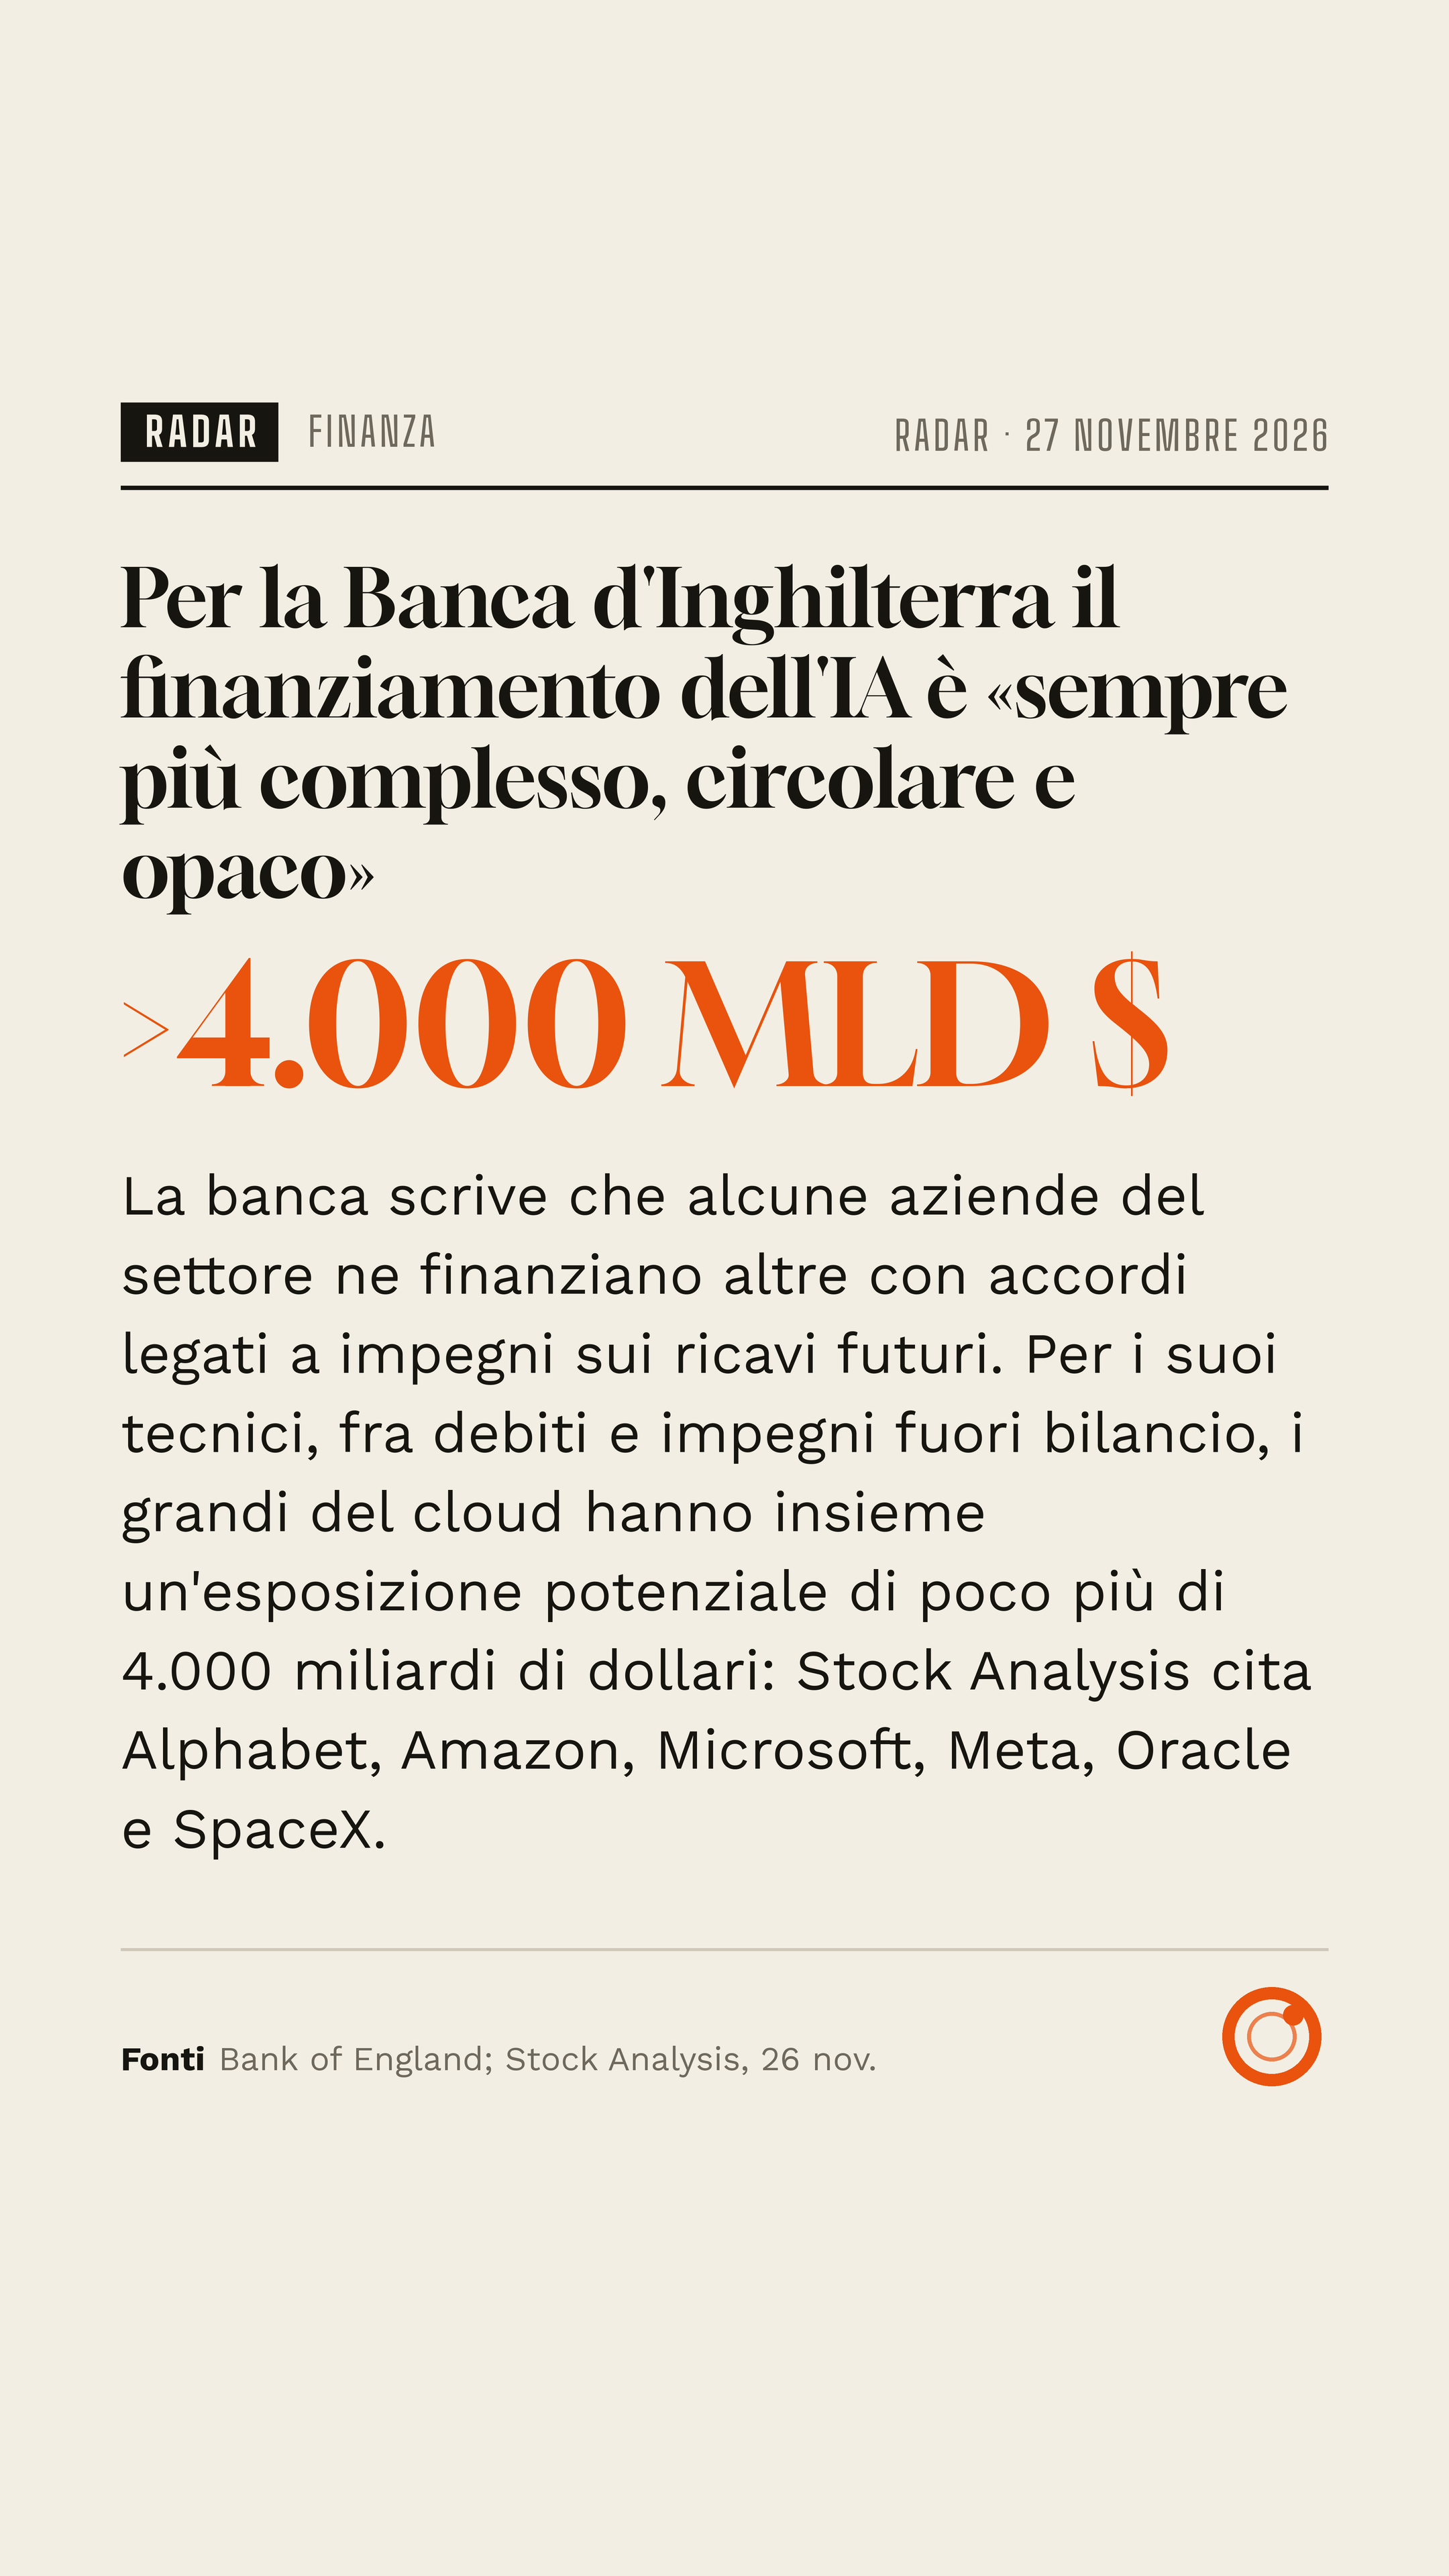 RADAR FINANZA RADAR · 27 NOVEMBRE 2026
Per la Banca d'Inghilterra il
finanziamento dell'IA è «sempre
più complesso, circolare e
opaco»
>4.000 MLD $
La banca scrive che alcune aziende del
settore ne finanziano altre con accordi
legati a impegni sui ricavi futuri. Per i suoi
tecnici, fra debiti e impegni fuori bilancio, i
grandi del cloud hanno insieme
un'esposizione potenziale di poco più di
4.000 miliardi di dollari: Stock Analysis cita
Alphabet, Amazon, Microsoft, Meta, Oracle
e SpaceX.
Fonti Bank of England; Stock Analysis, 26 nov.